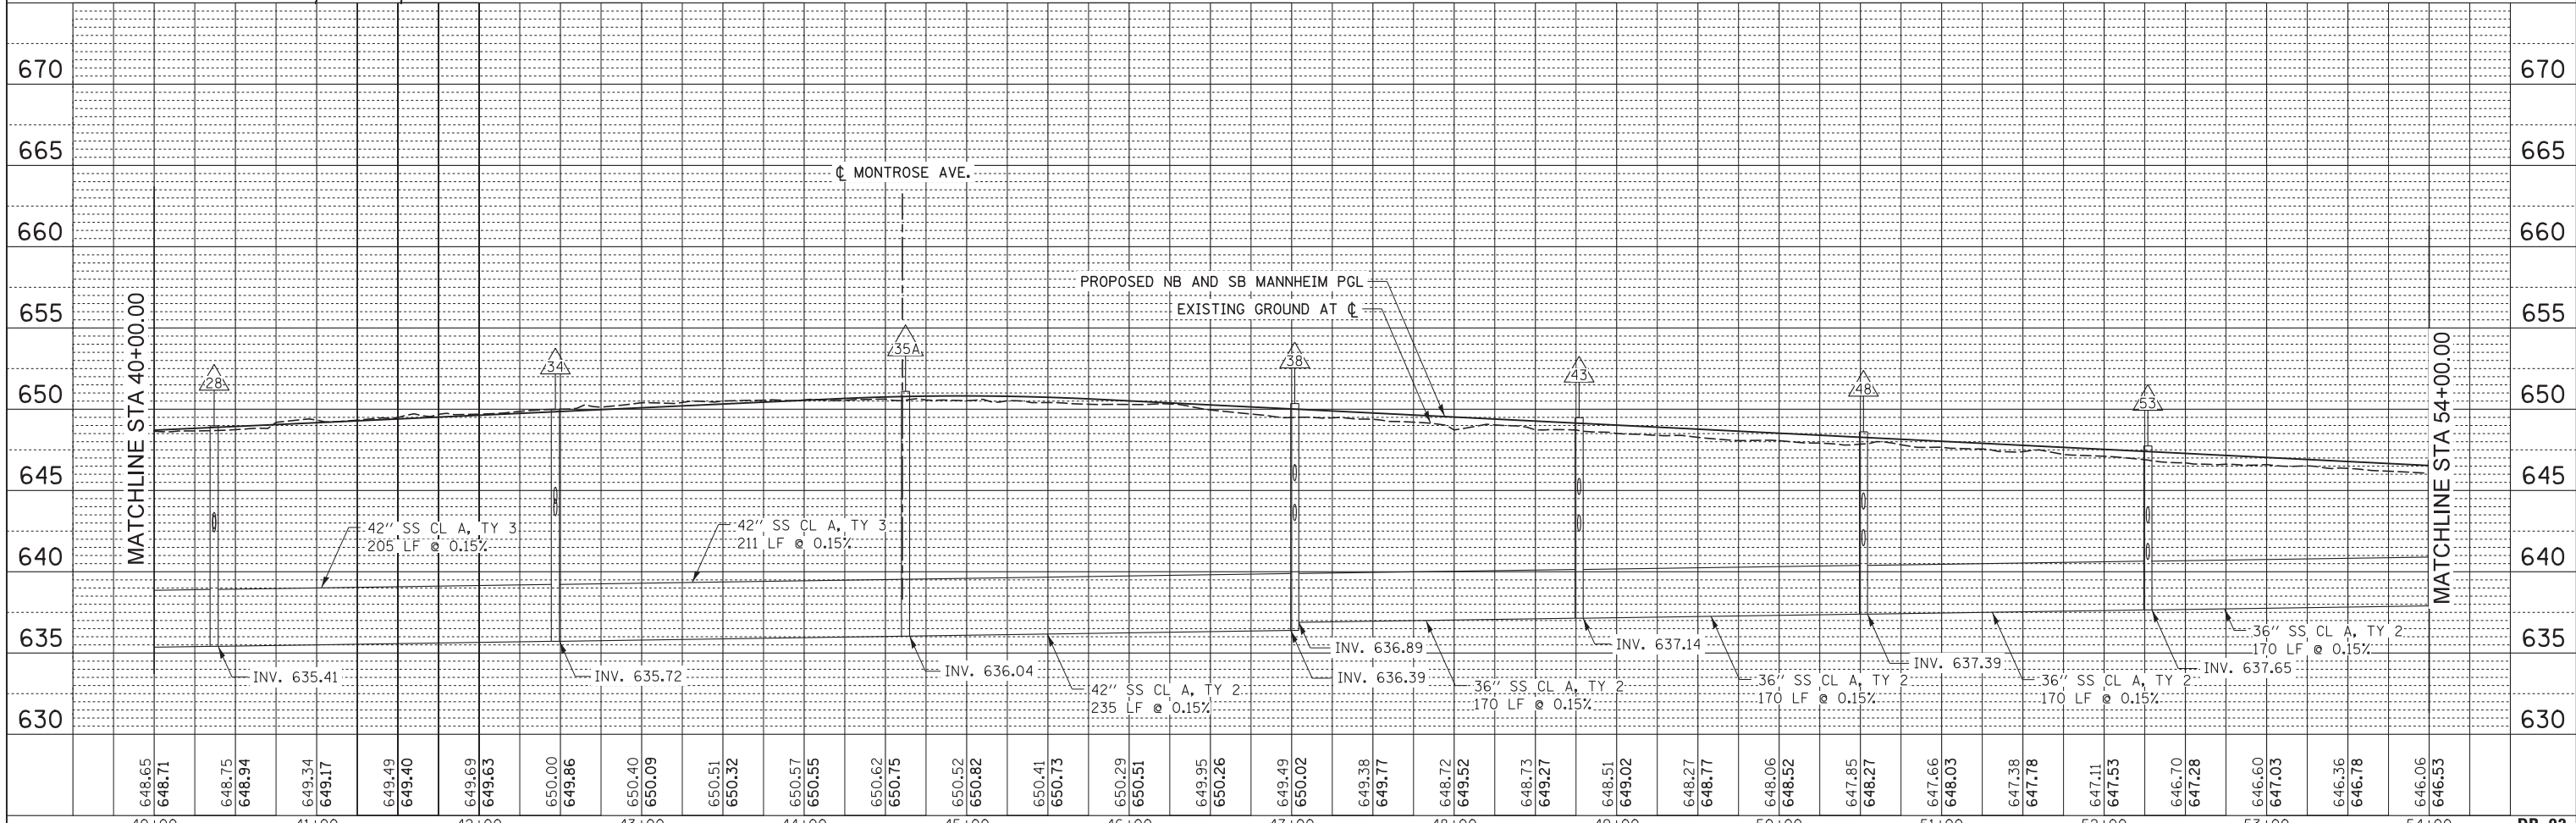 670
670
665
665
℄ MONTROSE AVE.
660
660
PROPOSED NB AND SB MANNHEIM PGL
EXISTING GROUND AT ℄
655
655
MATCHLINE STA 40+00.00
MATCHLINE STA 54+00.00
28
34
35A
38
43
48
53
650
650
645
645
42" SS CL A, TY 3
205 LF @ 0.15%
42" SS CL A, TY 3
211 LF @ 0.15%
640
640
635
635
INV. 635.41
INV. 635.72
INV. 636.04
42" SS CL A, TY 2
235 LF @ 0.15%
INV. 636.89
INV. 636.39
36" SS CL A, TY 2
170 LF @ 0.15%
INV. 637.14
36" SS CL A, TY 2
170 LF @ 0.15%
INV. 637.39
36" SS CL A, TY 2
170 LF @ 0.15%
INV. 637.65
36" SS CL A, TY 2
170 LF @ 0.15%
630
630
648.65
648.71
648.75
648.94
649.34
649.17
649.49
649.40
649.69
649.63
650.00
649.86
650.40
650.09
650.51
650.32
650.57
650.55
650.62
650.75
650.52
650.82
650.41
650.73
650.29
650.51
649.95
650.26
649.49
650.02
649.38
649.77
648.72
649.52
648.73
649.27
648.51
649.02
648.27
648.77
648.06
648.52
647.85
648.27
647.66
648.03
647.38
647.78
647.11
647.53
646.70
647.28
646.60
647.03
646.36
646.78
646.06
646.53